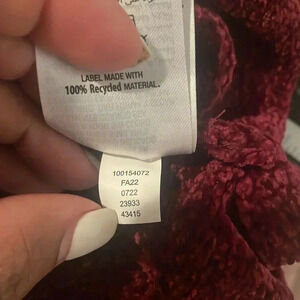 LABEL MADE WITH
100% Recycled MATERIAL.
100154072
FA22
0722
23933
43415